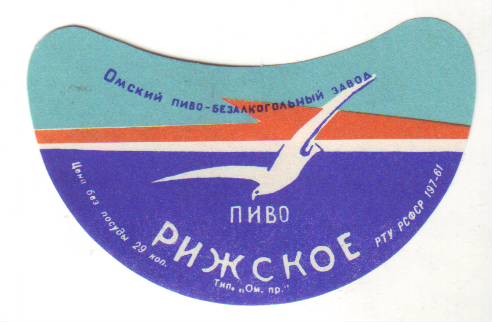 Омский пиво-безалкогольный завод
ПИВО
РИЖСКОЕ
Цена без посуды 29 коп.
РТУ РСФСР 197-61
Тип. „Ом. пр."